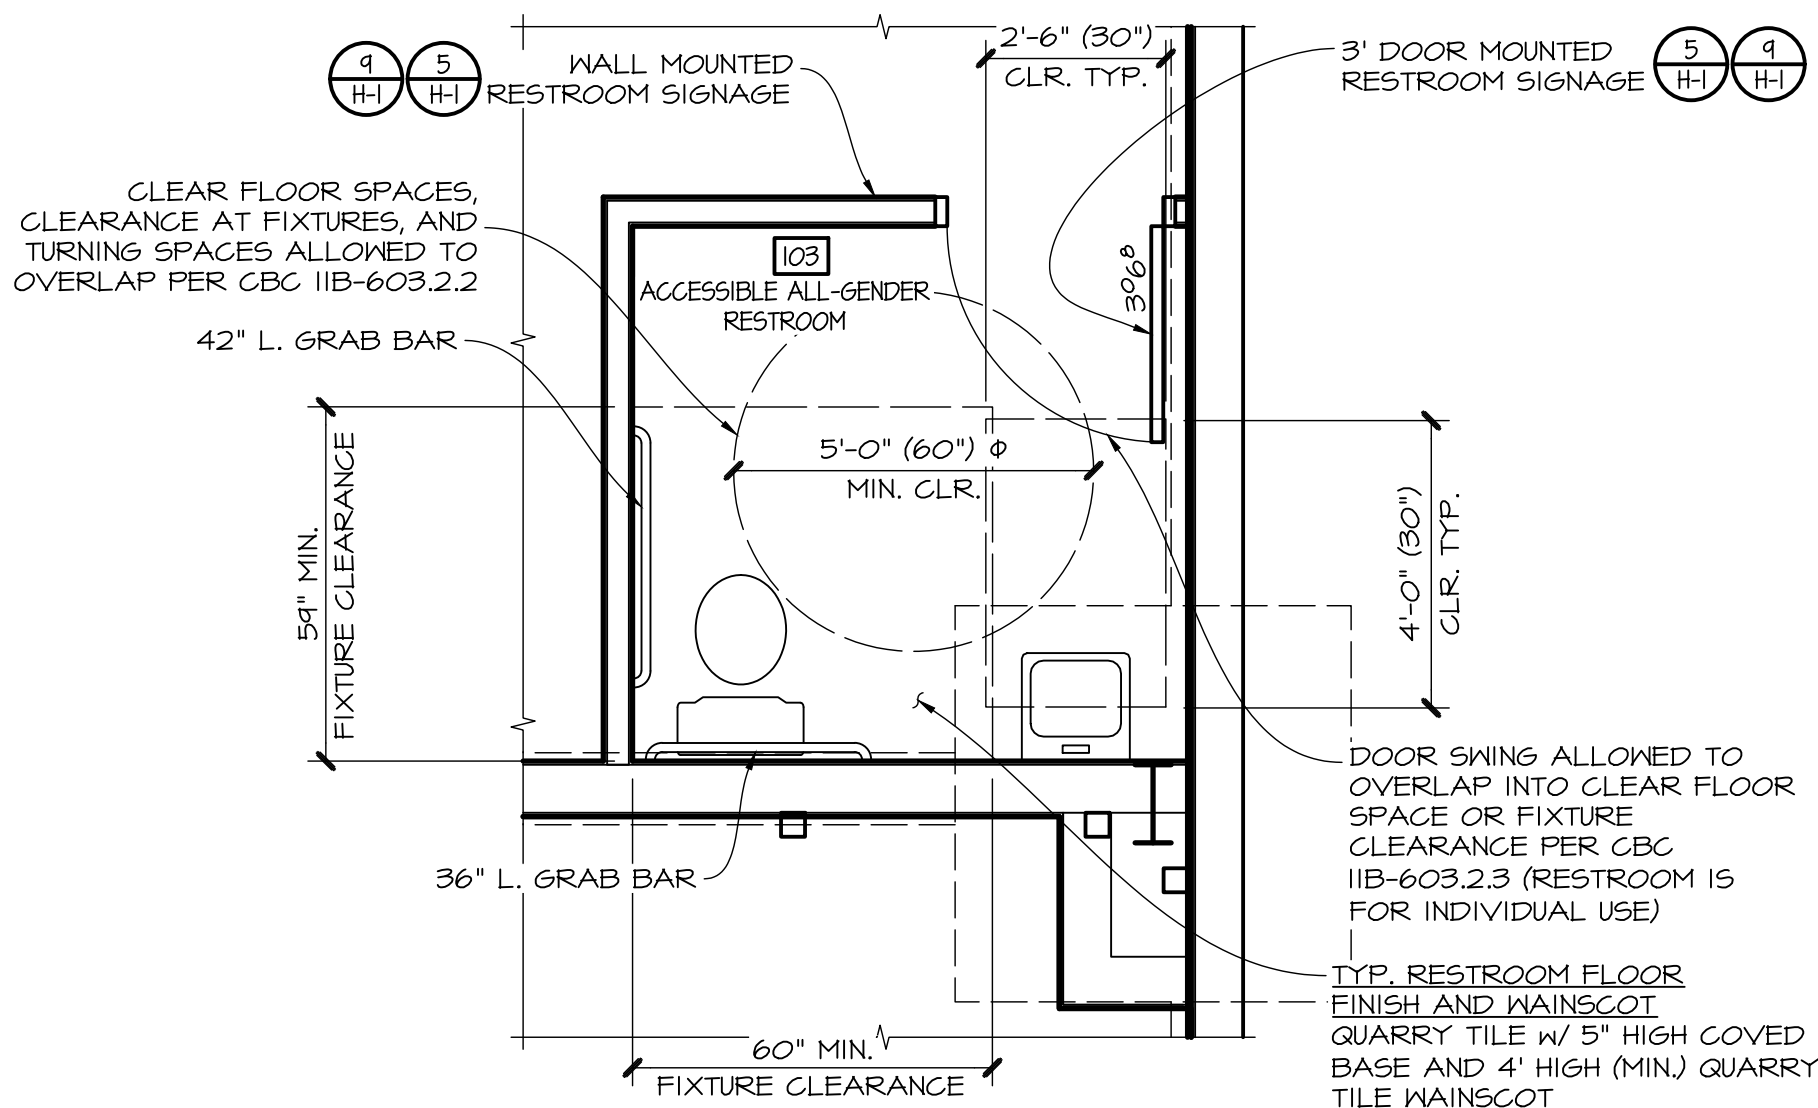 9
H-1
5
H-1
WALL MOUNTED
RESTROOM SIGNAGE
2'-6" (30")
CLR. TYP.
3' DOOR MOUNTED
RESTROOM SIGNAGE
5
H-1
9
H-1
CLEAR FLOOR SPACES,
CLEARANCE AT FIXTURES, AND
TURNING SPACES ALLOWED TO
OVERLAP PER CBC 11B-603.2.2
103
ACCESSIBLE ALL-GENDER
RESTROOM
3⁰6⁸
42" L. GRAB BAR
5'-0" (60") Φ
MIN. CLR.
59" MIN.
FIXTURE CLEARANCE
4'-0" (30")
CLR. TYP.
DOOR SWING ALLOWED TO
OVERLAP INTO CLEAR FLOOR
SPACE OR FIXTURE
CLEARANCE PER CBC
11B-603.2.3 (RESTROOM IS
FOR INDIVIDUAL USE)
36" L. GRAB BAR
TYP. RESTROOM FLOOR
FINISH AND WAINSCOT
QUARRY TILE w/ 5" HIGH COVED
BASE AND 4' HIGH (MIN.) QUARRY
TILE WAINSCOT
60" MIN.
FIXTURE CLEARANCE